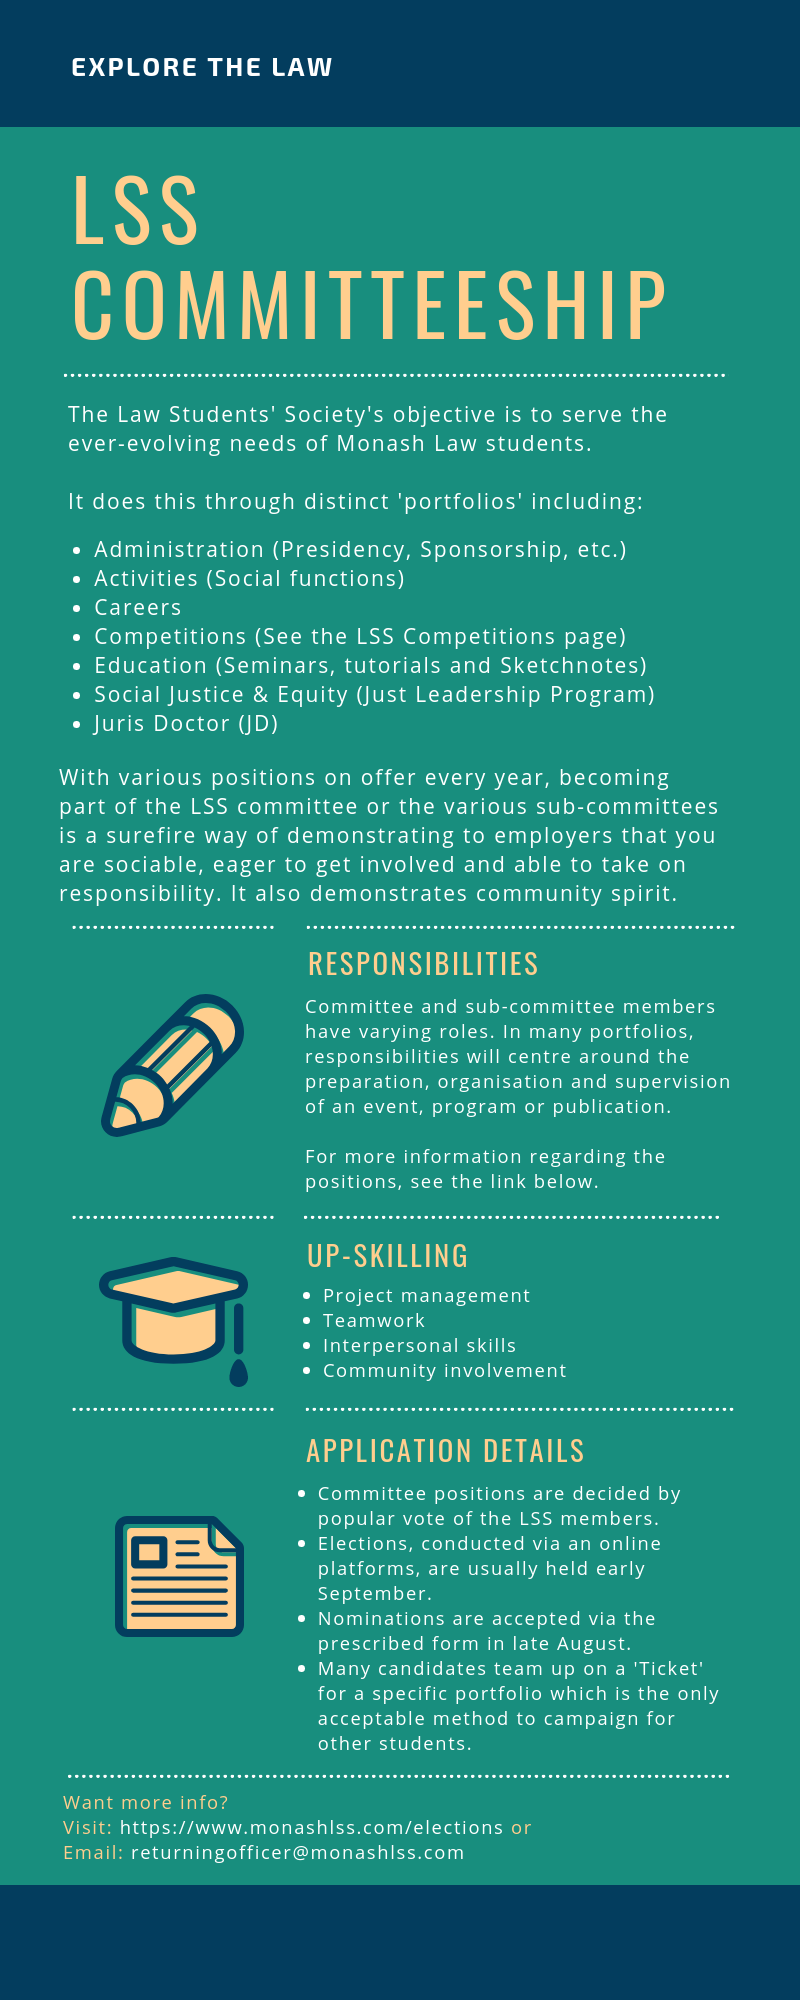 EXPLORE THE LAW
LSS
COMMITTEESHIP
The Law Students' Society's objective is to serve the
ever-evolving needs of Monash Law students.
It does this through distinct 'portfolios' including:
• Administration (Presidency, Sponsorship, etc.)
• Activities (Social functions)
• Careers
• Competitions (See the LSS Competitions page)
• Education (Seminars, tutorials and Sketchnotes)
• Social Justice & Equity (Just Leadership Program)
• Juris Doctor (JD)
With various positions on offer every year, becoming
part of the LSS committee or the various sub-committees
is a surefire way of demonstrating to employers that you
are sociable, eager to get involved and able to take on
responsibility. It also demonstrates community spirit.
RESPONSIBILITIES
Committee and sub-committee members
have varying roles. In many portfolios,
responsibilities will centre around the
preparation, organisation and supervision
of an event, program or publication.
For more information regarding the
positions, see the link below.
UP-SKILLING
• Project management
• Teamwork
• Interpersonal skills
• Community involvement
APPLICATION DETAILS
• Committee positions are decided by
popular vote of the LSS members.
• Elections, conducted via an online
platforms, are usually held early
September.
• Nominations are accepted via the
prescribed form in late August.
• Many candidates team up on a 'Ticket'
for a specific portfolio which is the only
acceptable method to campaign for
other students.
Want more info?
Visit: https://www.monashlss.com/elections or
Email: returningofficer@monashlss.com